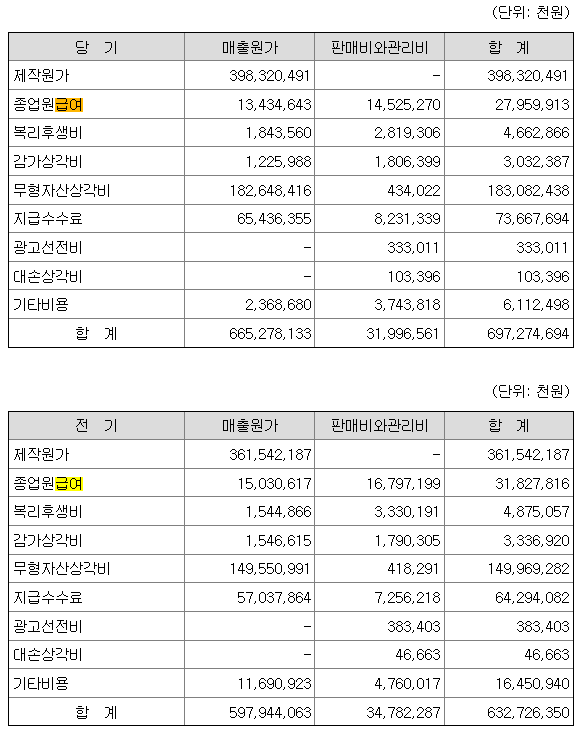 (단위: 천원)
당 기 매출원가 판매비와관리비 합 계
제작원가 398,320,491 - 398,320,491
종업원급여 13,434,643 14,525,270 27,959,913
복리후생비 1,843,560 2,819,306 4,662,866
감가상각비 1,225,988 1,806,399 3,032,387
무형자산상각비 182,648,416 434,022 183,082,438
지급수수료 65,436,355 8,231,339 73,667,694
광고선전비 - 333,011 333,011
대손상각비 - 103,396 103,396
기타비용 2,368,680 3,743,818 6,112,498
합 계 665,278,133 31,996,561 697,274,694
(단위: 천원)
전 기 매출원가 판매비와관리비 합 계
제작원가 361,542,187 - 361,542,187
종업원급여 15,030,617 16,797,199 31,827,816
복리후생비 1,544,866 3,330,191 4,875,057
감가상각비 1,546,615 1,790,305 3,336,920
무형자산상각비 149,550,991 418,291 149,969,282
지급수수료 57,037,864 7,256,218 64,294,082
광고선전비 - 383,403 383,403
대손상각비 - 46,663 46,663
기타비용 11,690,923 4,760,017 16,450,940
합 계 597,944,063 34,782,287 632,726,350